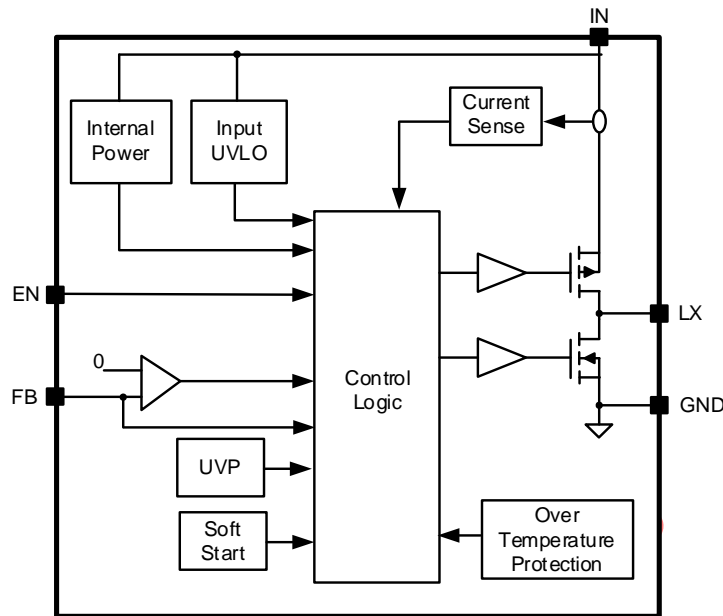 IN
Internal
Power
Input
UVLO
Current
Sense
EN
LX
0
FB
Control
Logic
GND
UVP
Soft
Start
Over
Temperature
Protection